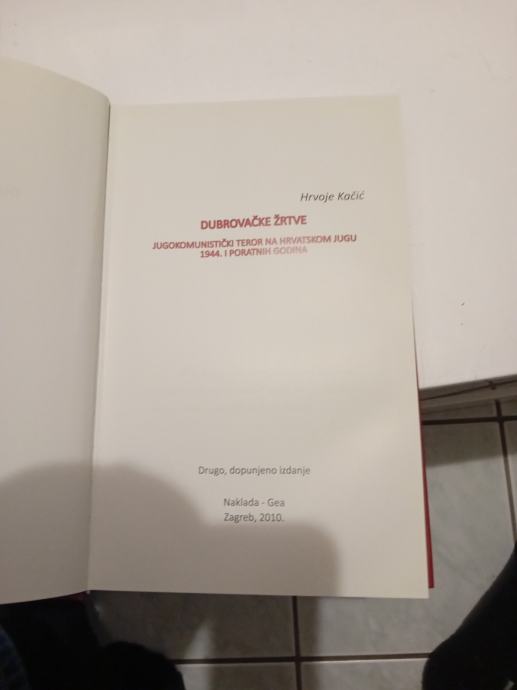 Hrvoje Kačić
DUBROVAČKE ŽRTVE
JUGOKOMUNISTIČKI TEROR NA HRVATSKOM JUGU
1944. I PORATNIH GODINA
Drugo, dopunjeno izdanje
Naklada - Gea
Zagreb, 2010.